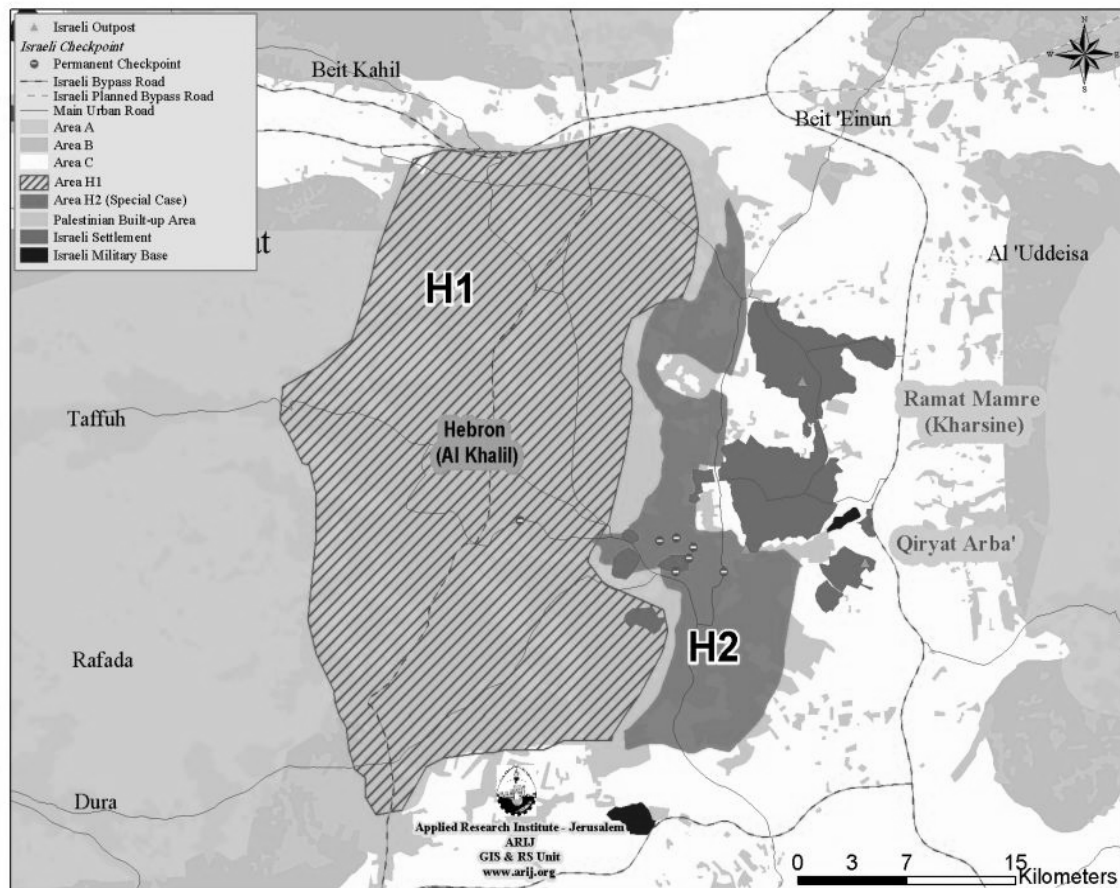 Israeli Outpost
Israeli Checkpoint
Permanent Checkpoint
Israeli Bypass Road
Israeli Planned Bypass Road
Main Urban Road
Area A
Area B
Area C
Area H1
Area H2 (Special Case)
Palestinian Built-up Area
Israeli Settlement
Israeli Military Base
N
W
E
S
Beit Kahil
Beit 'Einun
at
Al 'Uddeisa
H1
Taffuh
Ramat Mamre
(Kharsine)
Hebron
(Al Khalil)
Qiryat Arba'
Rafada
H2
Dura
Applied Research Institute - Jerusalem
ARIJ
GIS & RS Unit
www.arij.org
0 3 7 15
Kilometers